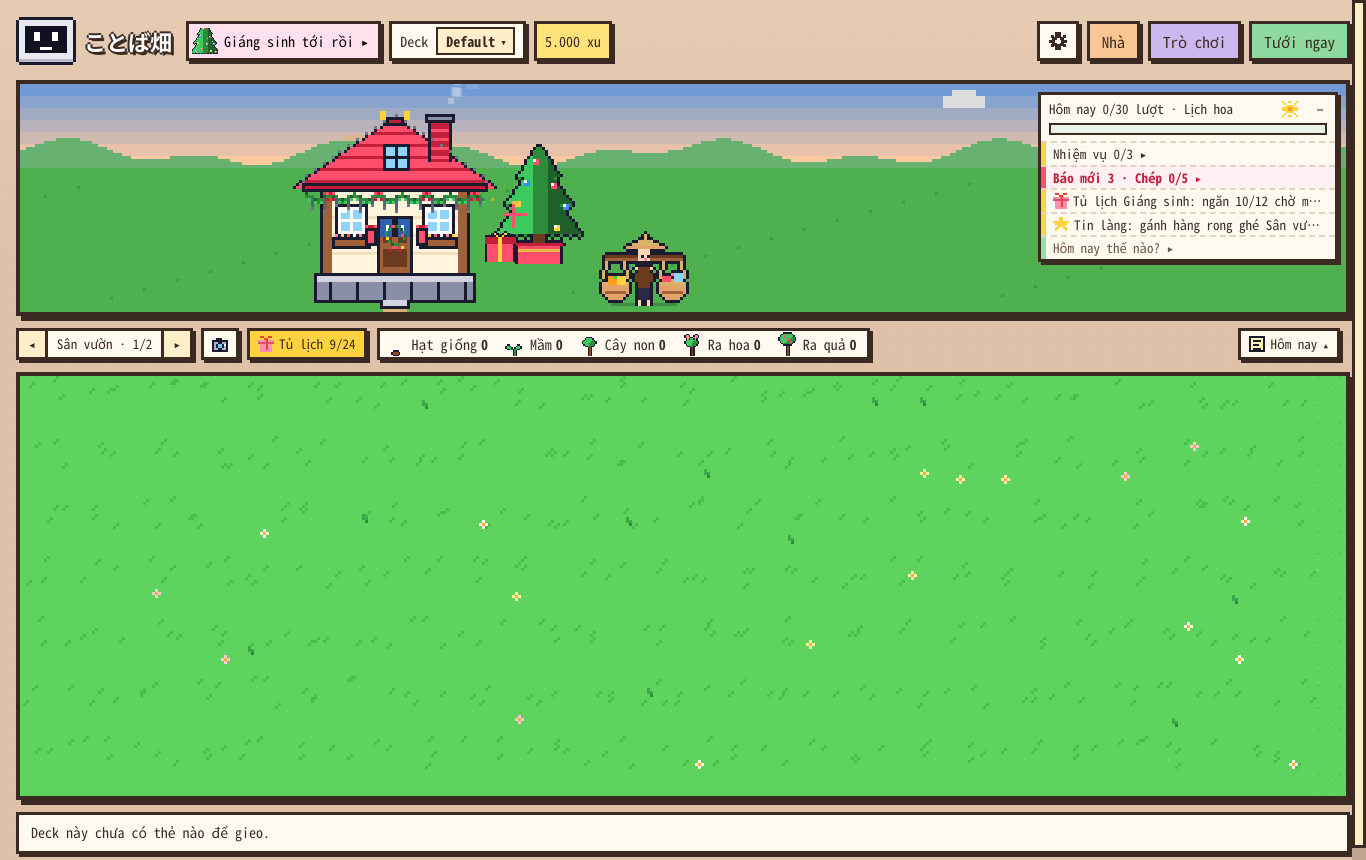 ことば畑
Giáng sinh tới rồi ▸
Deck Default ▾
5.000 xu
Nhà
Trò chơi
Tưới ngay
Hôm nay 0/30 lượt · Lịch hoa –
Nhiệm vụ 0/3 ▸
Báo mới 3 · Chép 0/5 ▸
Tủ lịch Giáng sinh: ngăn 10/12 chờ m…
Tin làng: gánh hàng rong ghé Sân vư…
Hôm nay thế nào? ▸
◂ Sân vườn · 1/2 ▸
Tủ lịch 9/24
Hạt giống 0 Mầm 0 Cây non 0 Ra hoa 0 Ra quả 0
Hôm nay ▴
Deck này chưa có thẻ nào để gieo.